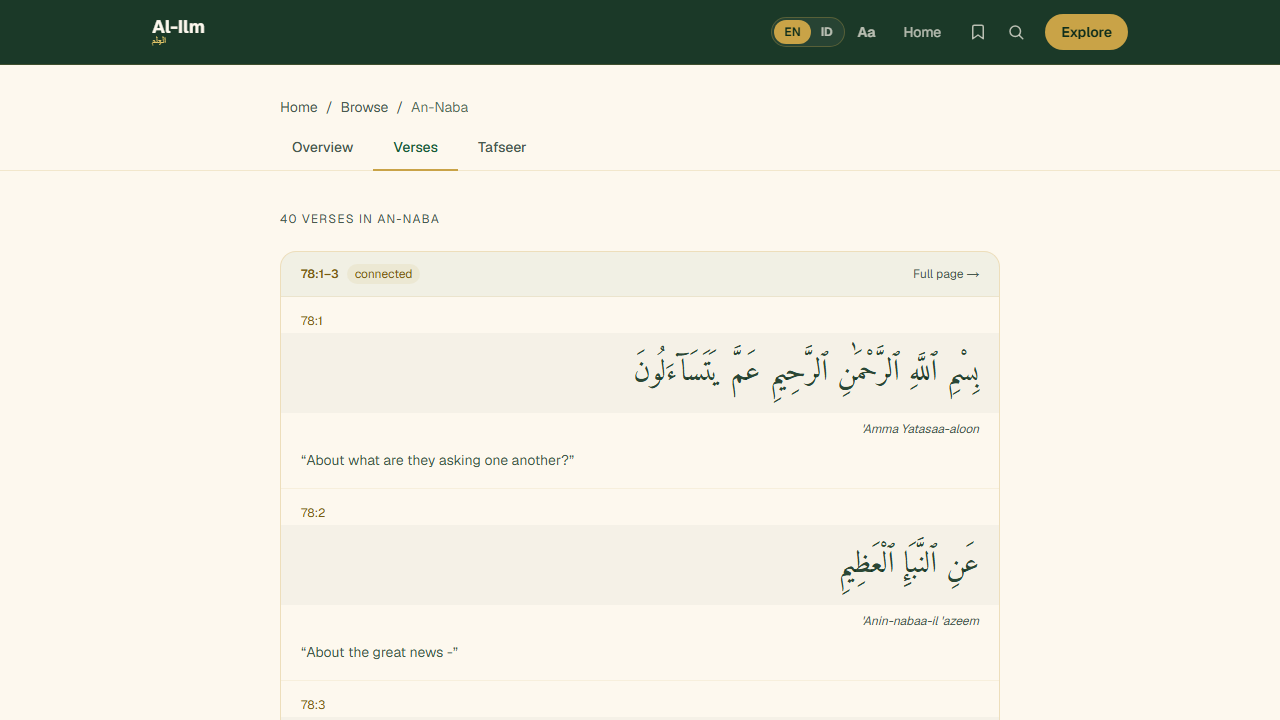 Al-Ilm
العِلم
EN ID Aa Home Explore
Home / Browse / An-Naba
Overview Verses Tafseer
40 VERSES IN AN-NABA
78:1–3 connected Full page →
78:1
بِسْمِ ٱللَّهِ ٱلرَّحْمَٰنِ ٱلرَّحِيمِ عَمَّ يَتَسَآءَلُونَ
'Amma Yatasaa-aloon
“About what are they asking one another?”
78:2
عَنِ ٱلنَّبَإِ ٱلْعَظِيمِ
'Anin-nabaa-il 'azeem
“About the great news -”
78:3